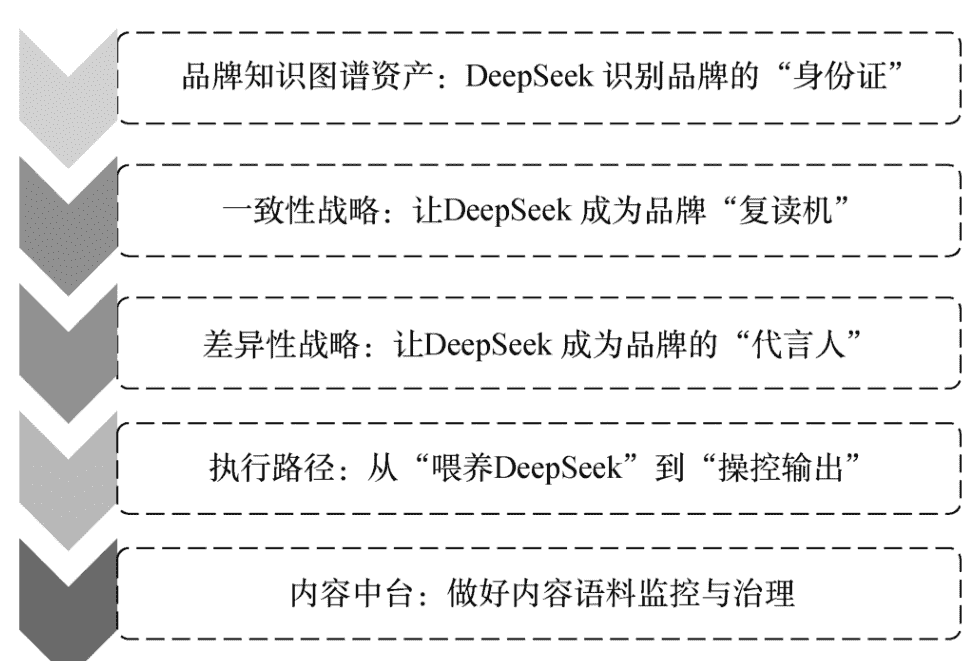 品牌知识图谱资产：DeepSeek 识别品牌的“身份证”
一致性战略：让DeepSeek 成为品牌“复读机”
差异性战略：让DeepSeek 成为品牌的“代言人”
执行路径：从“喂养DeepSeek”到“操控输出”
内容中台：做好内容语料监控与治理